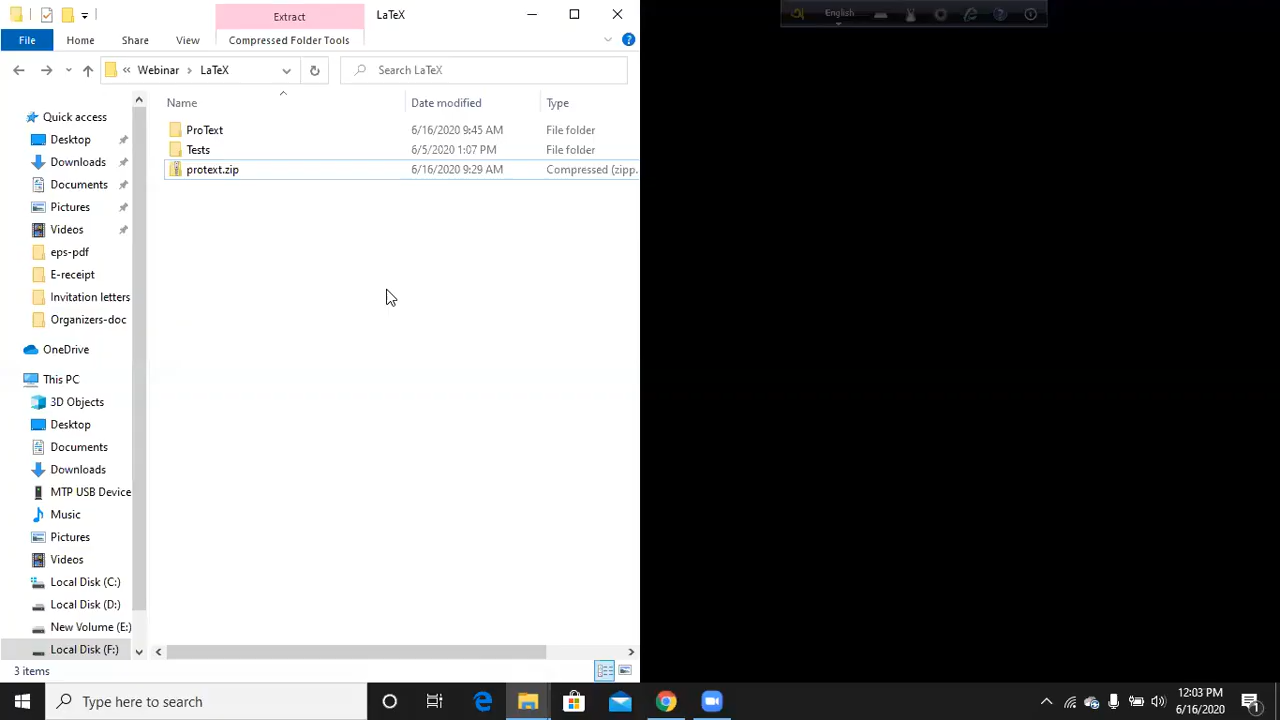 Extract
LaTeX
English
File
Home
Share
View
Compressed Folder Tools
« Webinar › LaTeX
Search LaTeX
Name
Date modified
Type
ProText
6/16/2020 9:45 AM
File folder
Tests
6/5/2020 1:07 PM
File folder
protext.zip
6/16/2020 9:29 AM
Compressed (zipp.
Quick access
Desktop
Downloads
Documents
Pictures
Videos
eps-pdf
E-receipt
Invitation letters
Organizers-doc
OneDrive
This PC
3D Objects
Desktop
Documents
Downloads
MTP USB Device
Music
Pictures
Videos
Local Disk (C:)
Local Disk (D:)
New Volume (E:)
Local Disk (F:)
3 items
Type here to search
12:03 PM
6/16/2020
1